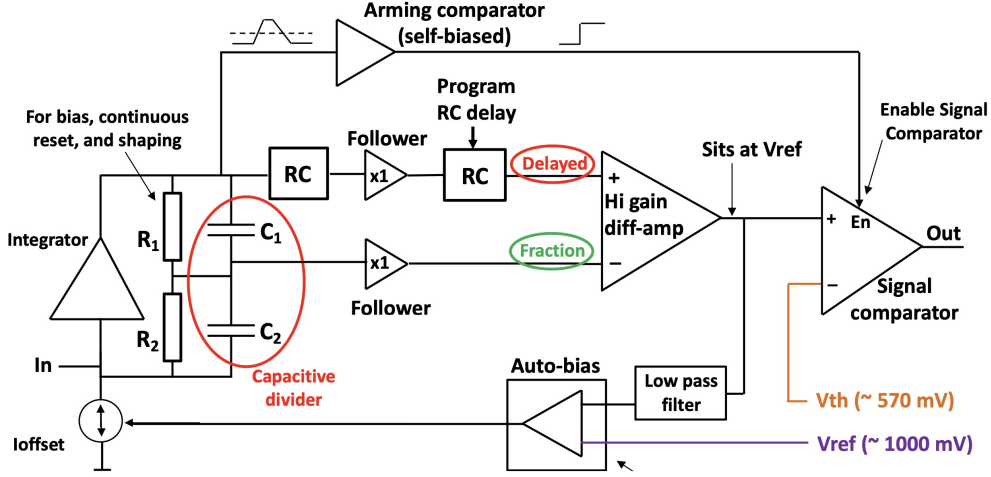 Arming comparator
(self-biased)
Program
RC delay
For bias, continuous
reset, and shaping
Enable Signal
Comparator
Follower
Sits at Vref
RC
x1
RC
Delayed
+
Hi gain
diff-amp
+
En
Integrator
R1
C1
Out
x1
Fraction
−
−
Signal
comparator
Follower
R2
C2
In
Capacitive
divider
Auto-bias
Low pass
filter
Vth (~ 570 mV)
Ioffset
Vref (~ 1000 mV)